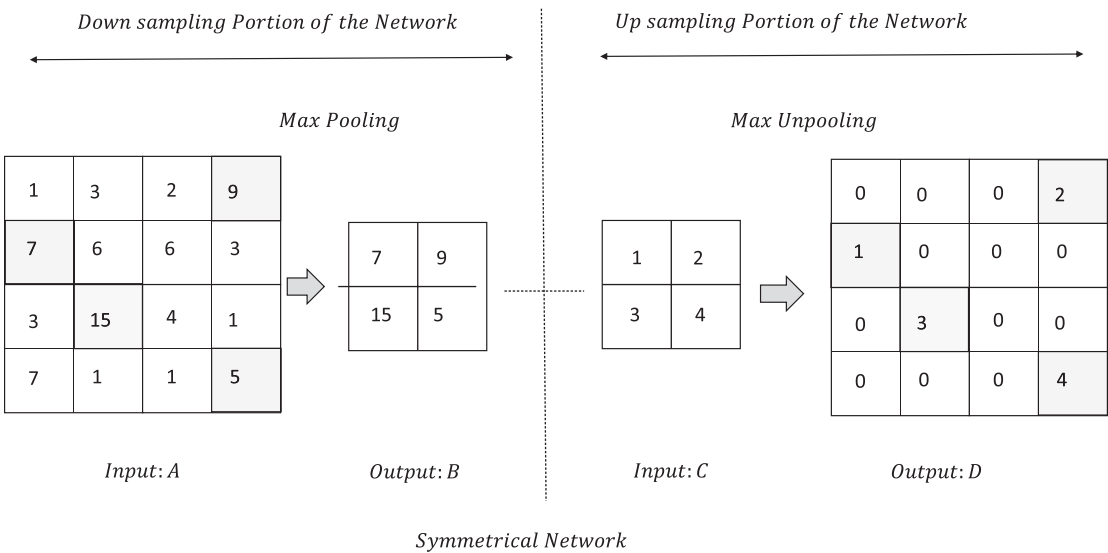 Down sampling Portion of the Network
Up sampling Portion of the Network
Max Pooling
Max Unpooling
1 3 2 9
7 6 6 3
3 15 4 1
7 1 1 5
7 9
15 5
1 2
3 4
0 0 0 2
1 0 0 0
0 3 0 0
0 0 0 4
Input: A
Output: B
Input: C
Output: D
Symmetrical Network